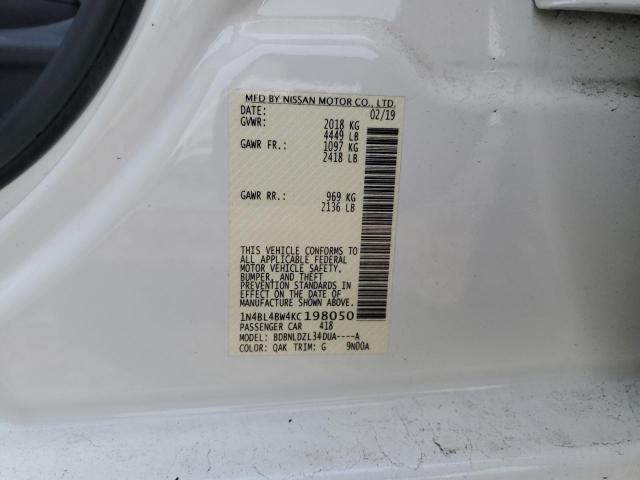 MFD BY NISSAN MOTOR CO., LTD.
DATE: 02/19
GVWR: 2018 KG
4449 LB
GAWR FR.: 1097 KG
2418 LB
GAWR RR.: 969 KG
2136 LB
THIS VEHICLE CONFORMS TO
ALL APPLICABLE FEDERAL
MOTOR VEHICLE SAFETY,
BUMPER, AND THEFT
PREVENTION STANDARDS IN
EFFECT ON THE DATE OF
MANUFACTURE SHOWN ABOVE.
1N4BL4BW4KC198050
PASSENGER CAR 418
MODEL: BDBNLDZL34DUA----A
COLOR: QAK TRIM: G 9N00A